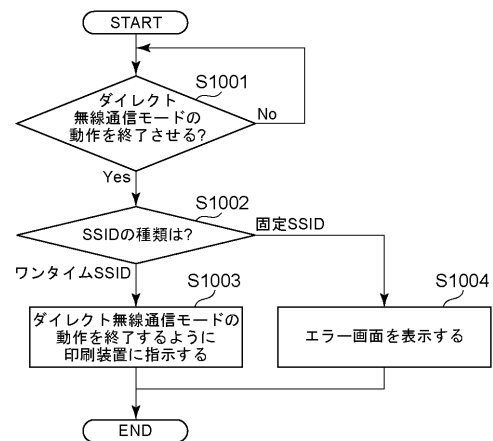 START
S1001
ダイレクト
無線通信モードの
動作を終了させる?
No
Yes
S1002
SSIDの種類は?
固定SSID
ワンタイムSSID
S1003
ダイレクト無線通信モードの
動作を終了するように
印刷装置に指示する
S1004
エラー画面を表示する
END